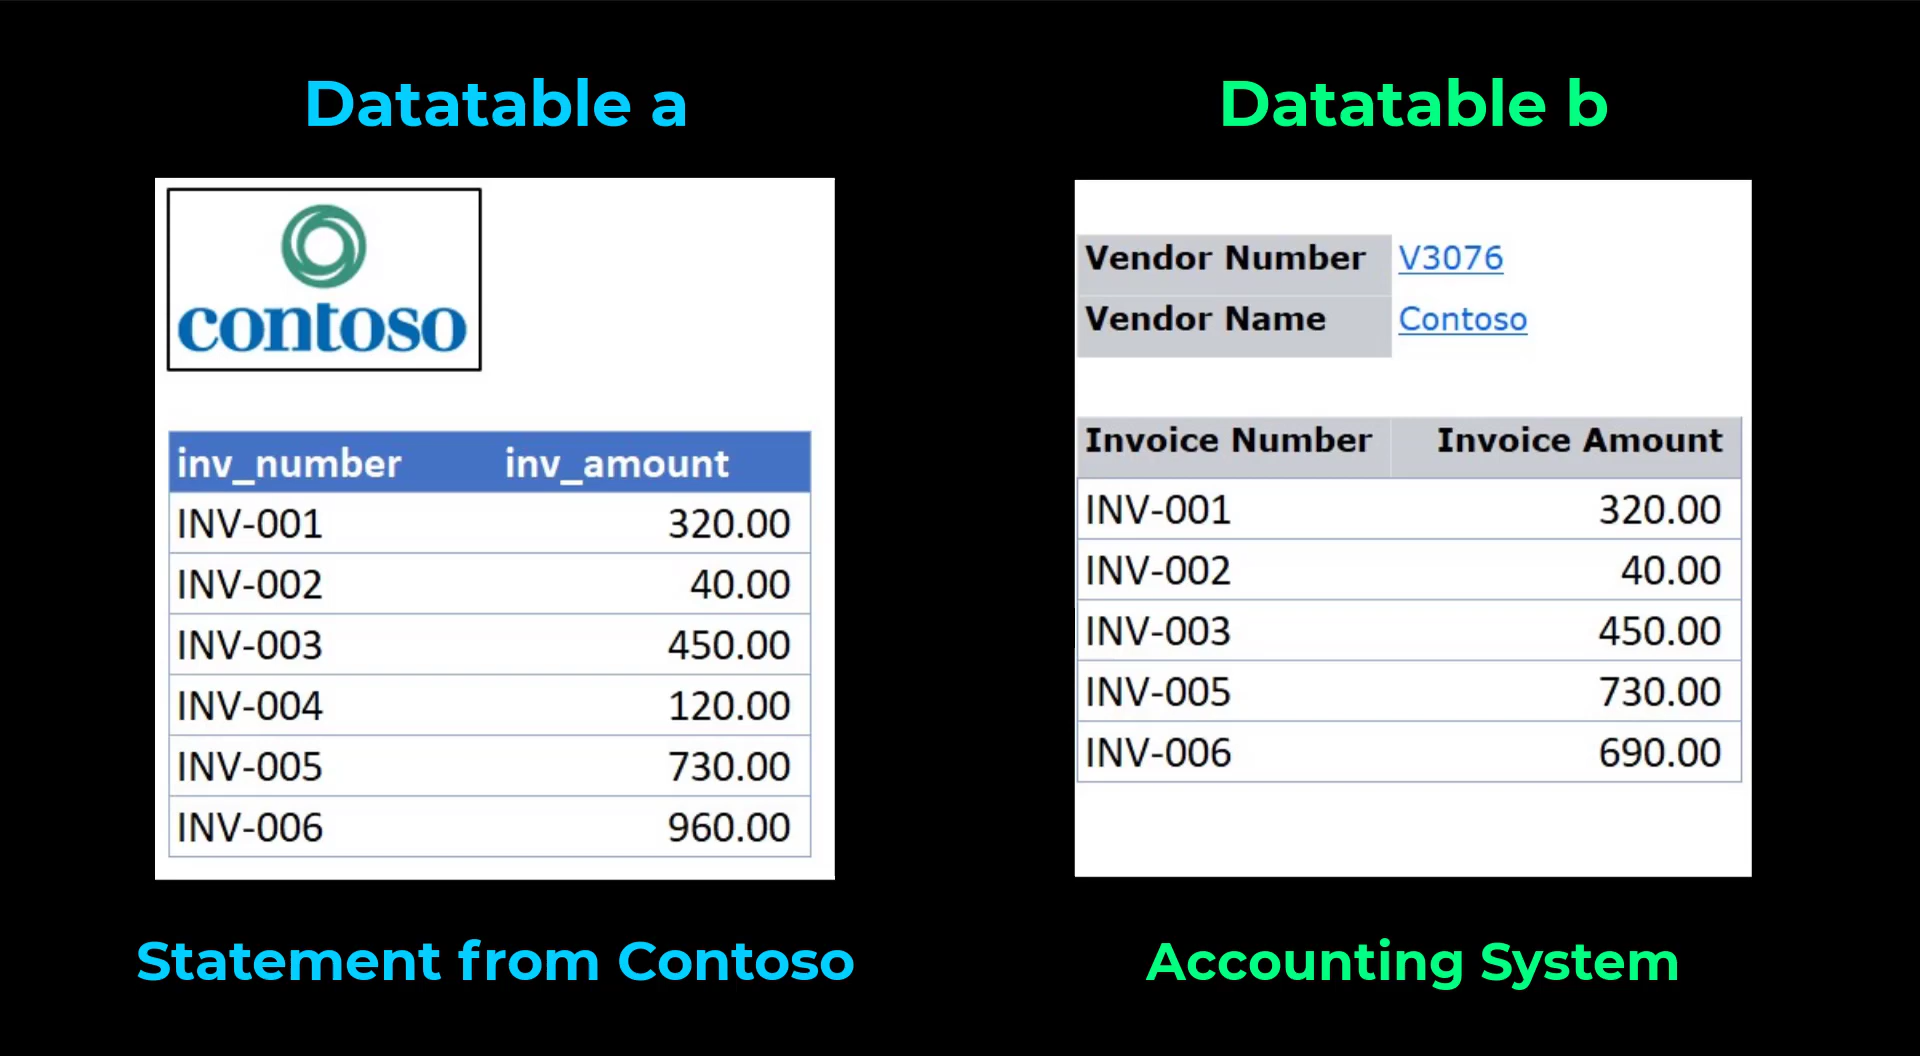 Datatable a
contoso
inv_number inv_amount
INV-001 320.00
INV-002 40.00
INV-003 450.00
INV-004 120.00
INV-005 730.00
INV-006 960.00
Statement from Contoso
Datatable b
Vendor Number V3076
Vendor Name Contoso
Invoice Number Invoice Amount
INV-001 320.00
INV-002 40.00
INV-003 450.00
INV-005 730.00
INV-006 690.00
Accounting System